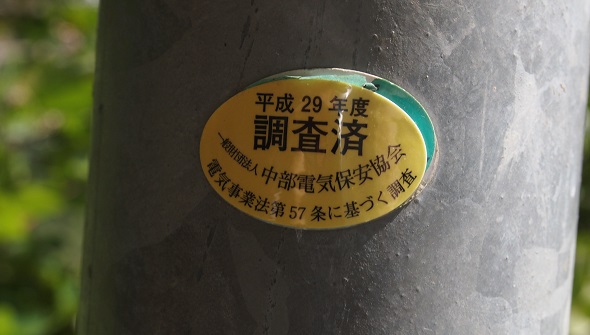 平成29年度
調査済
一般財団法人 中部電気保安協会
電気事業法第57条に基づく調査